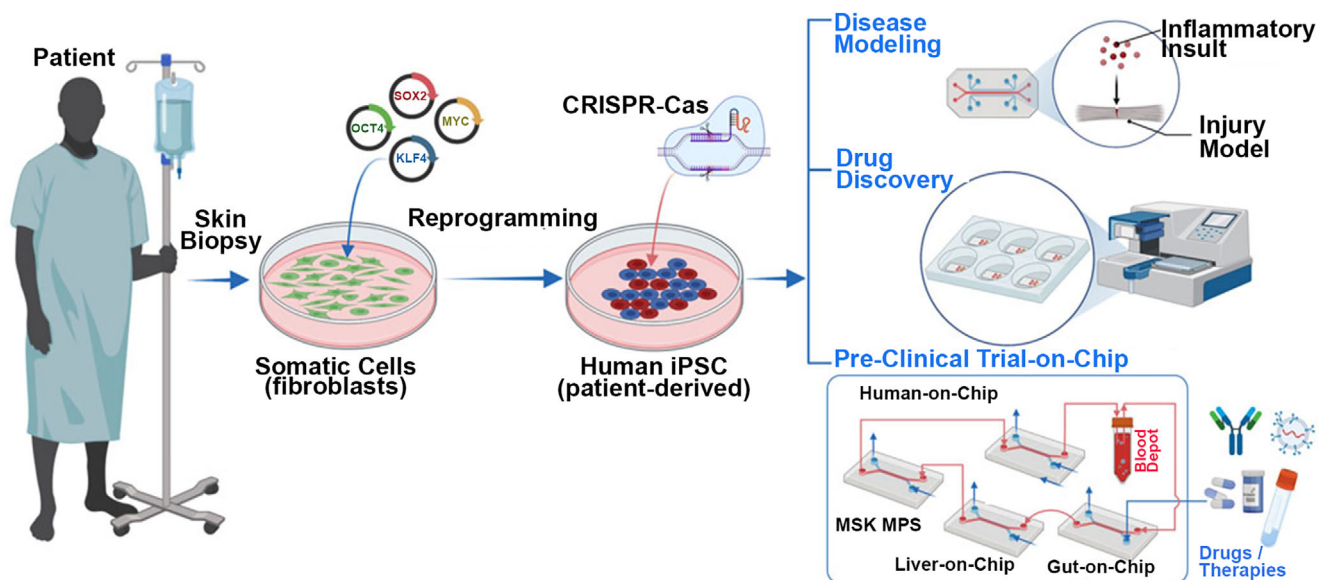 Patient
Skin
Biopsy
OCT4
SOX2
MYC
KLF4
Somatic Cells
(fibroblasts)
Reprogramming
CRISPR-Cas
Human iPSC
(patient-derived)
Disease
Modeling
Inflammatory
Insult
Injury
Model
Drug
Discovery
Pre-Clinical Trial-on-Chip
Human-on-Chip
Blood
Depot
MSK MPS
Liver-on-Chip
Gut-on-Chip
Drugs /
Therapies